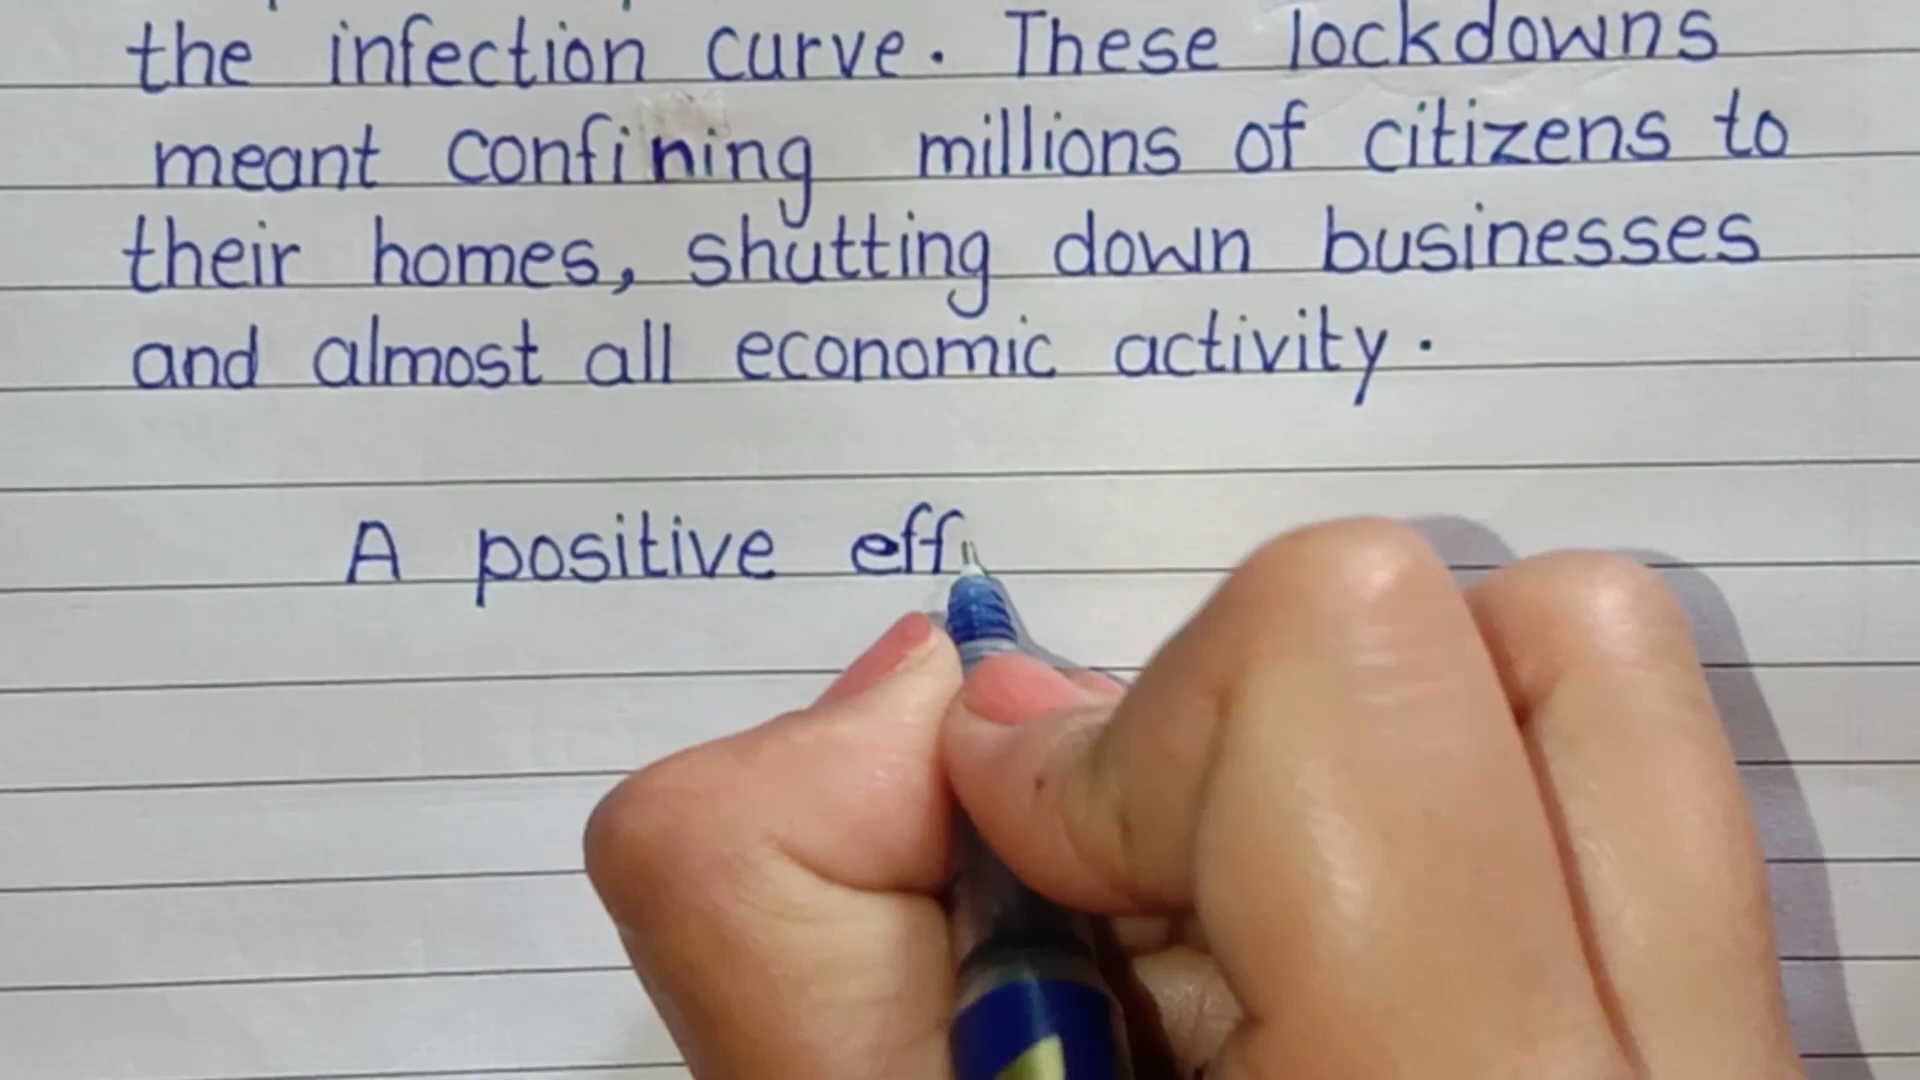 the infection curve. These lockdowns
meant confining millions of citizens to
their homes, shutting down businesses
and almost all economic activity.
A positive eff